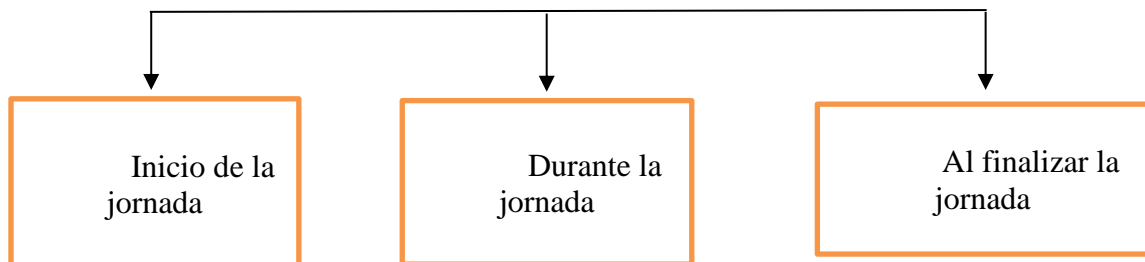 Inicio de la
jornada
Durante la
jornada
Al finalizar la
jornada